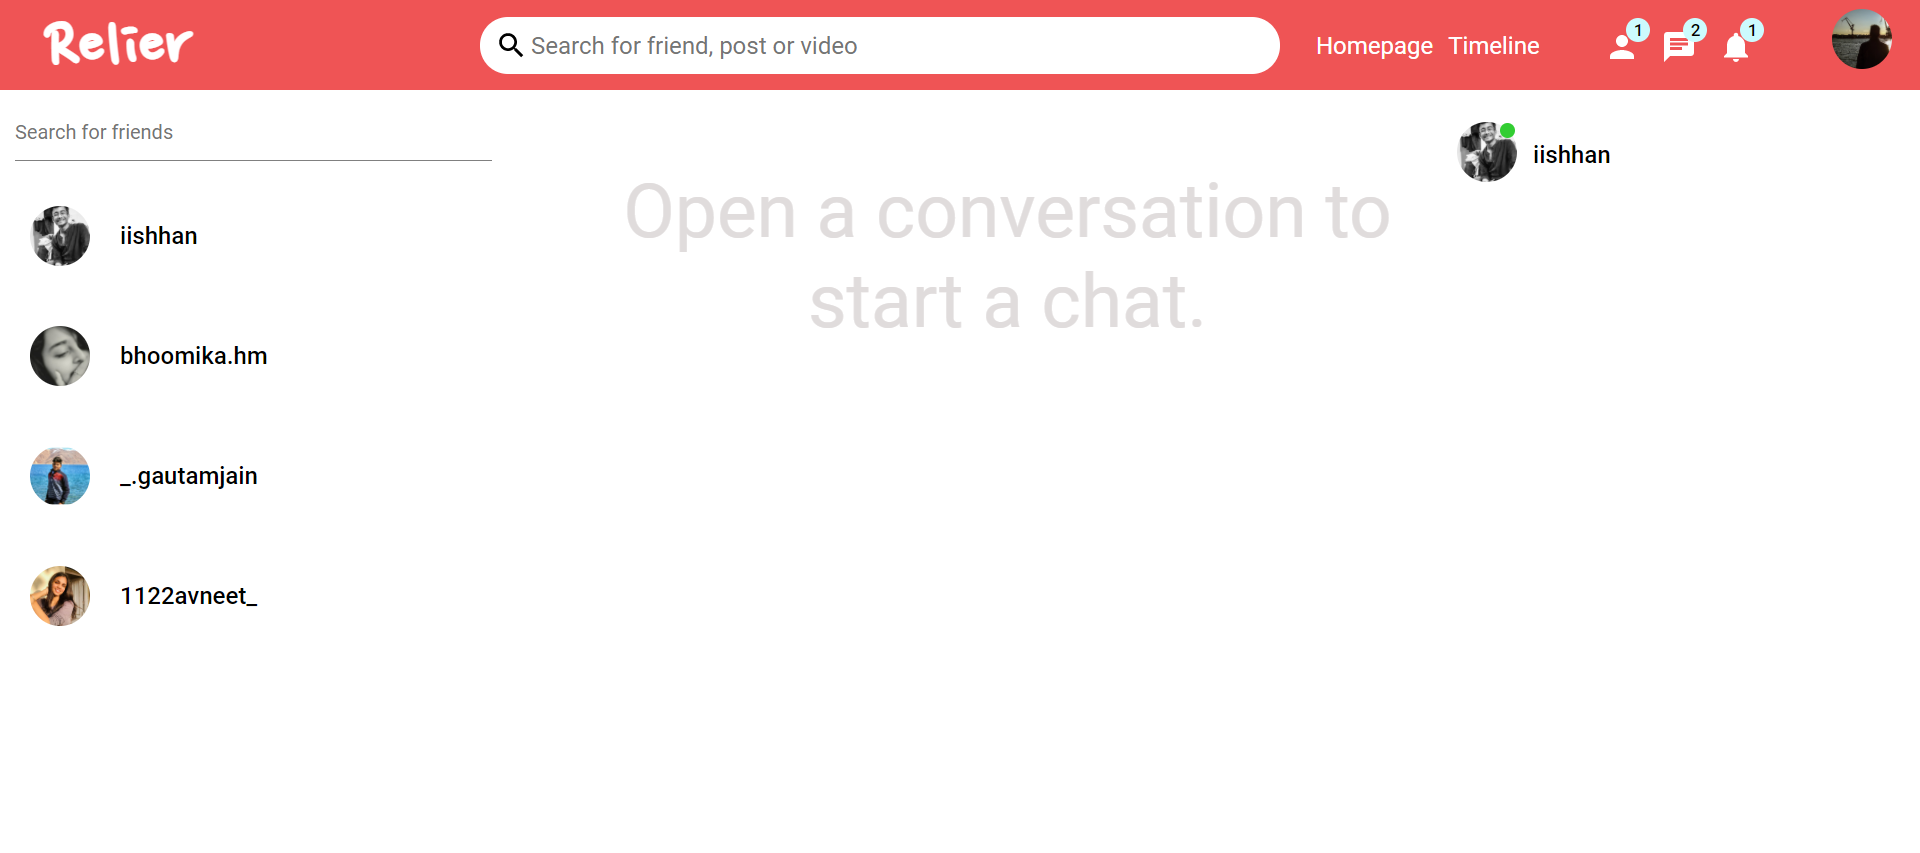 Relier
Search for friend, post or video
Homepage Timeline
1
2
1
Search for friends
iishhan
bhoomika.hm
_.gautamjain
1122avneet_
Open a conversation to
start a chat.
iishhan